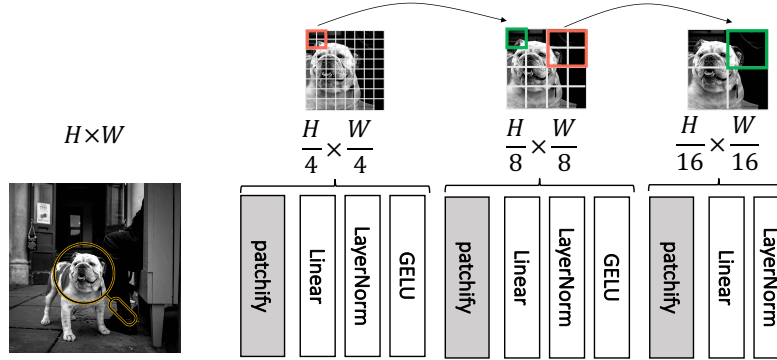 H×W
H/4 × W/4
H/8 × W/8
H/16 × W/16
patchify
Linear
LayerNorm
GELU
patchify
Linear
LayerNorm
GELU
patchify
Linear
LayerNorm